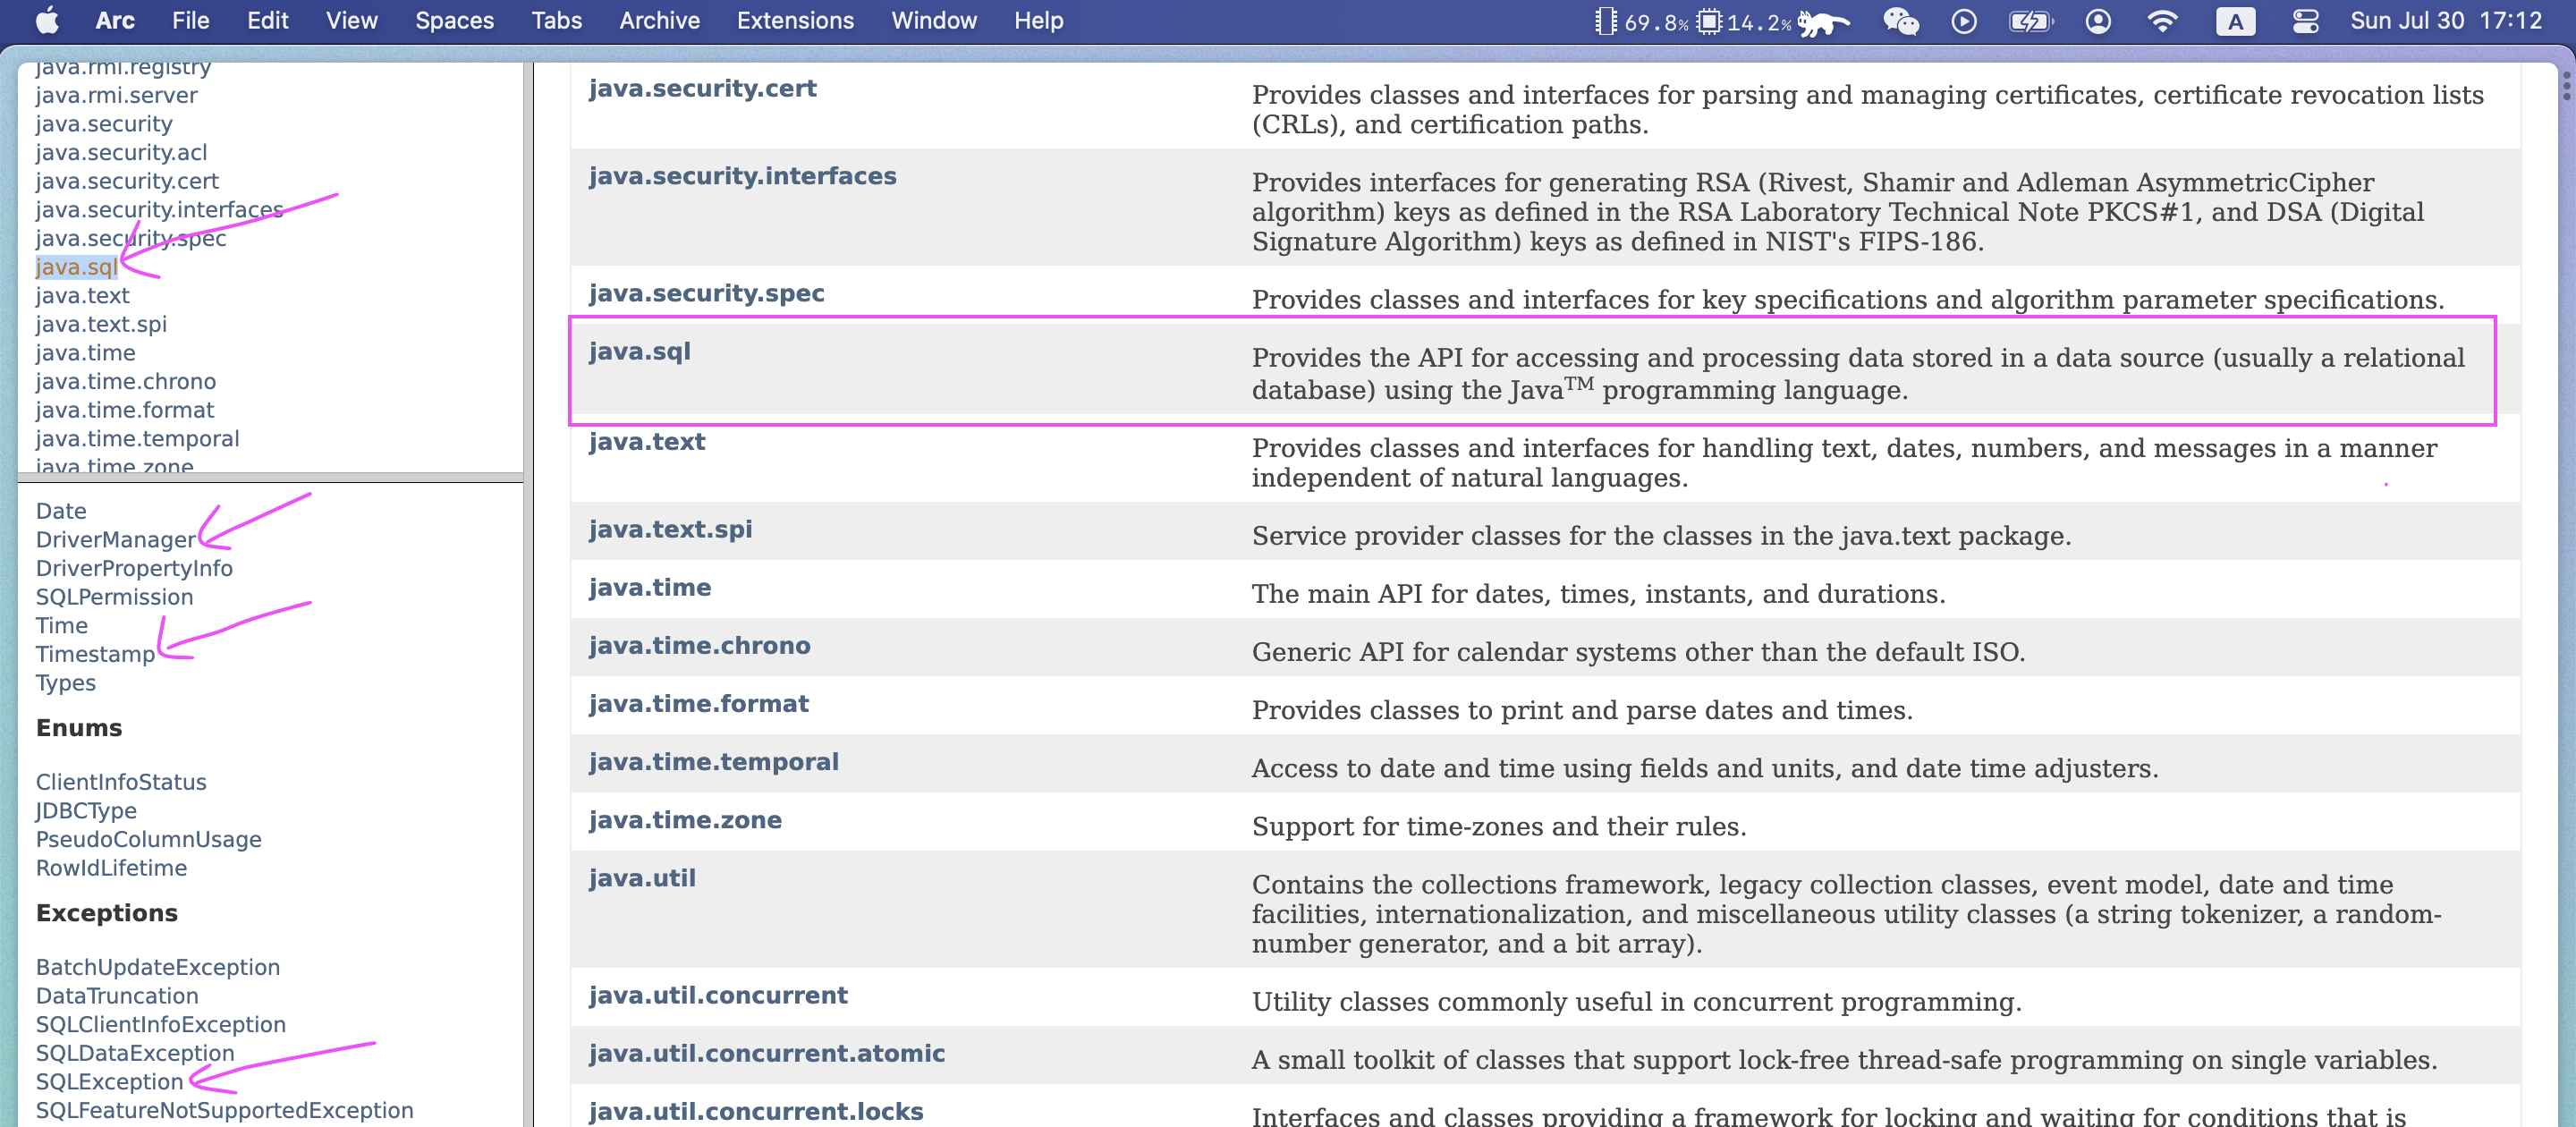 Arc File Edit View Spaces Tabs Archive Extensions Window Help 69.8% 14.2% A Sun Jul 30 17:12
java.rmi.registry
java.rmi.server
java.security
java.security.acl
java.security.cert
java.security.interfaces
java.security.spec
java.sql
java.text
java.text.spi
java.time
java.time.chrono
java.time.format
java.time.temporal
java.time.zone
Date
DriverManager
DriverPropertyInfo
SQLPermission
Time
Timestamp
Types
Enums
ClientInfoStatus
JDBCType
PseudoColumnUsage
RowIdLifetime
Exceptions
BatchUpdateException
DataTruncation
SQLClientInfoException
SQLDataException
SQLException
SQLFeatureNotSupportedException
java.security.cert
Provides classes and interfaces for parsing and managing certificates, certificate revocation lists
(CRLs), and certification paths.
java.security.interfaces
Provides interfaces for generating RSA (Rivest, Shamir and Adleman AsymmetricCipher
algorithm) keys as defined in the RSA Laboratory Technical Note PKCS#1, and DSA (Digital
Signature Algorithm) keys as defined in NIST's FIPS-186.
java.security.spec
Provides classes and interfaces for key specifications and algorithm parameter specifications.
java.sql
Provides the API for accessing and processing data stored in a data source (usually a relational
database) using the Java™ programming language.
java.text
Provides classes and interfaces for handling text, dates, numbers, and messages in a manner
independent of natural languages.
java.text.spi
Service provider classes for the classes in the java.text package.
java.time
The main API for dates, times, instants, and durations.
java.time.chrono
Generic API for calendar systems other than the default ISO.
java.time.format
Provides classes to print and parse dates and times.
java.time.temporal
Access to date and time using fields and units, and date time adjusters.
java.time.zone
Support for time-zones and their rules.
java.util
Contains the collections framework, legacy collection classes, event model, date and time
facilities, internationalization, and miscellaneous utility classes (a string tokenizer, a random-
number generator, and a bit array).
java.util.concurrent
Utility classes commonly useful in concurrent programming.
java.util.concurrent.atomic
A small toolkit of classes that support lock-free thread-safe programming on single variables.
java.util.concurrent.locks
Interfaces and classes providing a framework for locking and waiting for conditions that is